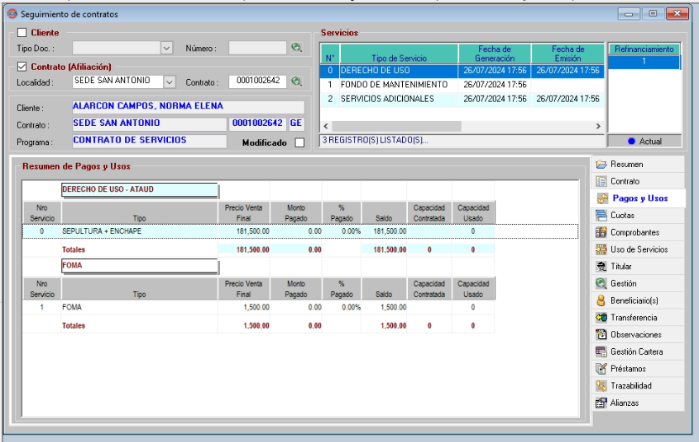 Seguimiento de contratos
Cliente
Tipo Doc. :
Número :
Contrato (Afiliación)
Localidad :
SEDE SAN ANTONIO
Contrato :
0001002642
Cliente :
ALARCON CAMPOS, NORMA ELENA
Contrato :
SEDE SAN ANTONIO
0001002642
GE
Programa :
CONTRATO DE SERVICIOS
Modificado
Servicios
N° Tipo de Servicio Fecha de Generación Fecha de Emisión
0 DERECHO DE USO 26/07/2024 17:56 26/07/2024 17:56
1 FONDO DE MANTENIMIENTO 26/07/2024 17:56
2 SERVICIOS ADICIONALES 26/07/2024 17:56 26/07/2024 17:56
3 REGISTRO(S) LISTADO(S)...
Refinanciamiento
1
Actual
Resumen de Pagos y Usos
DERECHO DE USO - ATAUD
Nro Servicio Tipo Precio Venta Final Monto Pagado % Pagado Saldo Capacidad Contratada Capacidad Usado
0 SEPULTURA + ENCHAPE 181,500.00 0.00 0.00% 181,500.00 0
Totales 181,500.00 0.00 181,500.00 0 0
FOMA
Nro Servicio Tipo Precio Venta Final Monto Pagado % Pagado Saldo Capacidad Contratada Capacidad Usado
1 FOMA 1,500.00 0.00 0.00% 1,500.00 0
Totales 1,500.00 0.00 1,500.00 0 0
Resumen
Contrato
Pagos y Usos
Cuotas
Comprobantes
Uso de Servicios
Titular
Gestión
Beneficiario(s)
Transferencia
Observaciones
Gestión Cartera
Préstamos
Trazabilidad
Alianzas